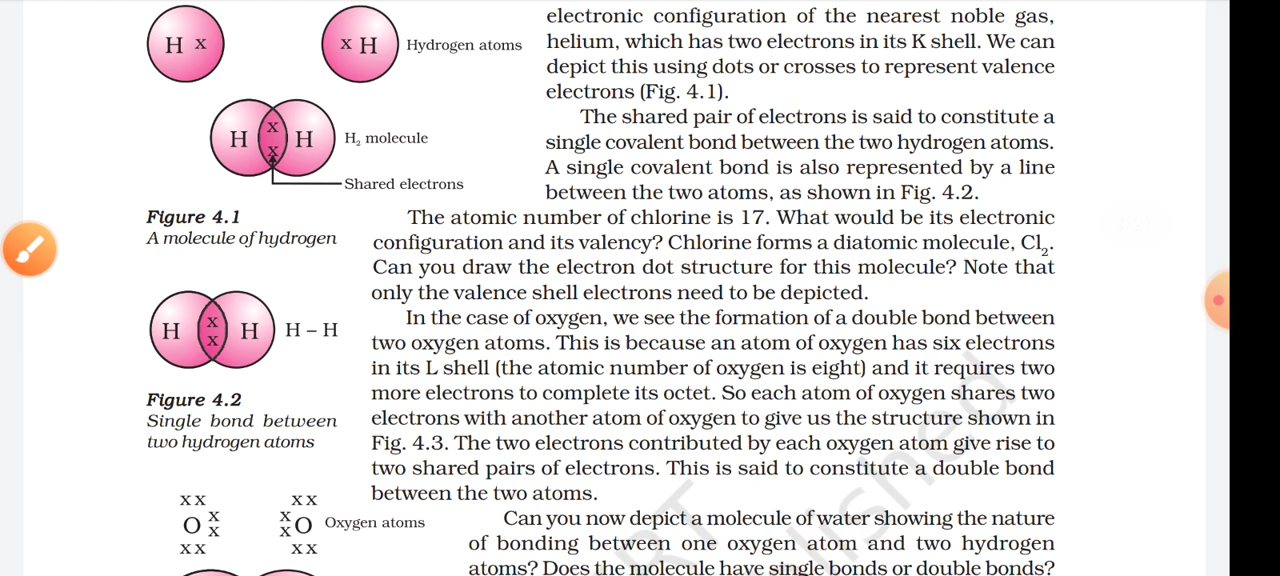 H x
x H
Hydrogen atoms
H x x H
H₂ molecule
Shared electrons
Figure 4.1
A molecule of hydrogen
H x x H
H – H
Figure 4.2
Single bond between
two hydrogen atoms
x x
O x x
x x
x x
x x O
x x
Oxygen atoms
electronic configuration of the nearest noble gas,
helium, which has two electrons in its K shell. We can
depict this using dots or crosses to represent valence
electrons (Fig. 4.1).
The shared pair of electrons is said to constitute a
single covalent bond between the two hydrogen atoms.
A single covalent bond is also represented by a line
between the two atoms, as shown in Fig. 4.2.
The atomic number of chlorine is 17. What would be its electronic
configuration and its valency? Chlorine forms a diatomic molecule, Cl₂.
Can you draw the electron dot structure for this molecule? Note that
only the valence shell electrons need to be depicted.
In the case of oxygen, we see the formation of a double bond between
two oxygen atoms. This is because an atom of oxygen has six electrons
in its L shell (the atomic number of oxygen is eight) and it requires two
more electrons to complete its octet. So each atom of oxygen shares two
electrons with another atom of oxygen to give us the structure shown in
Fig. 4.3. The two electrons contributed by each oxygen atom give rise to
two shared pairs of electrons. This is said to constitute a double bond
between the two atoms.
Can you now depict a molecule of water showing the nature
of bonding between one oxygen atom and two hydrogen
atoms? Does the molecule have single bonds or double bonds?